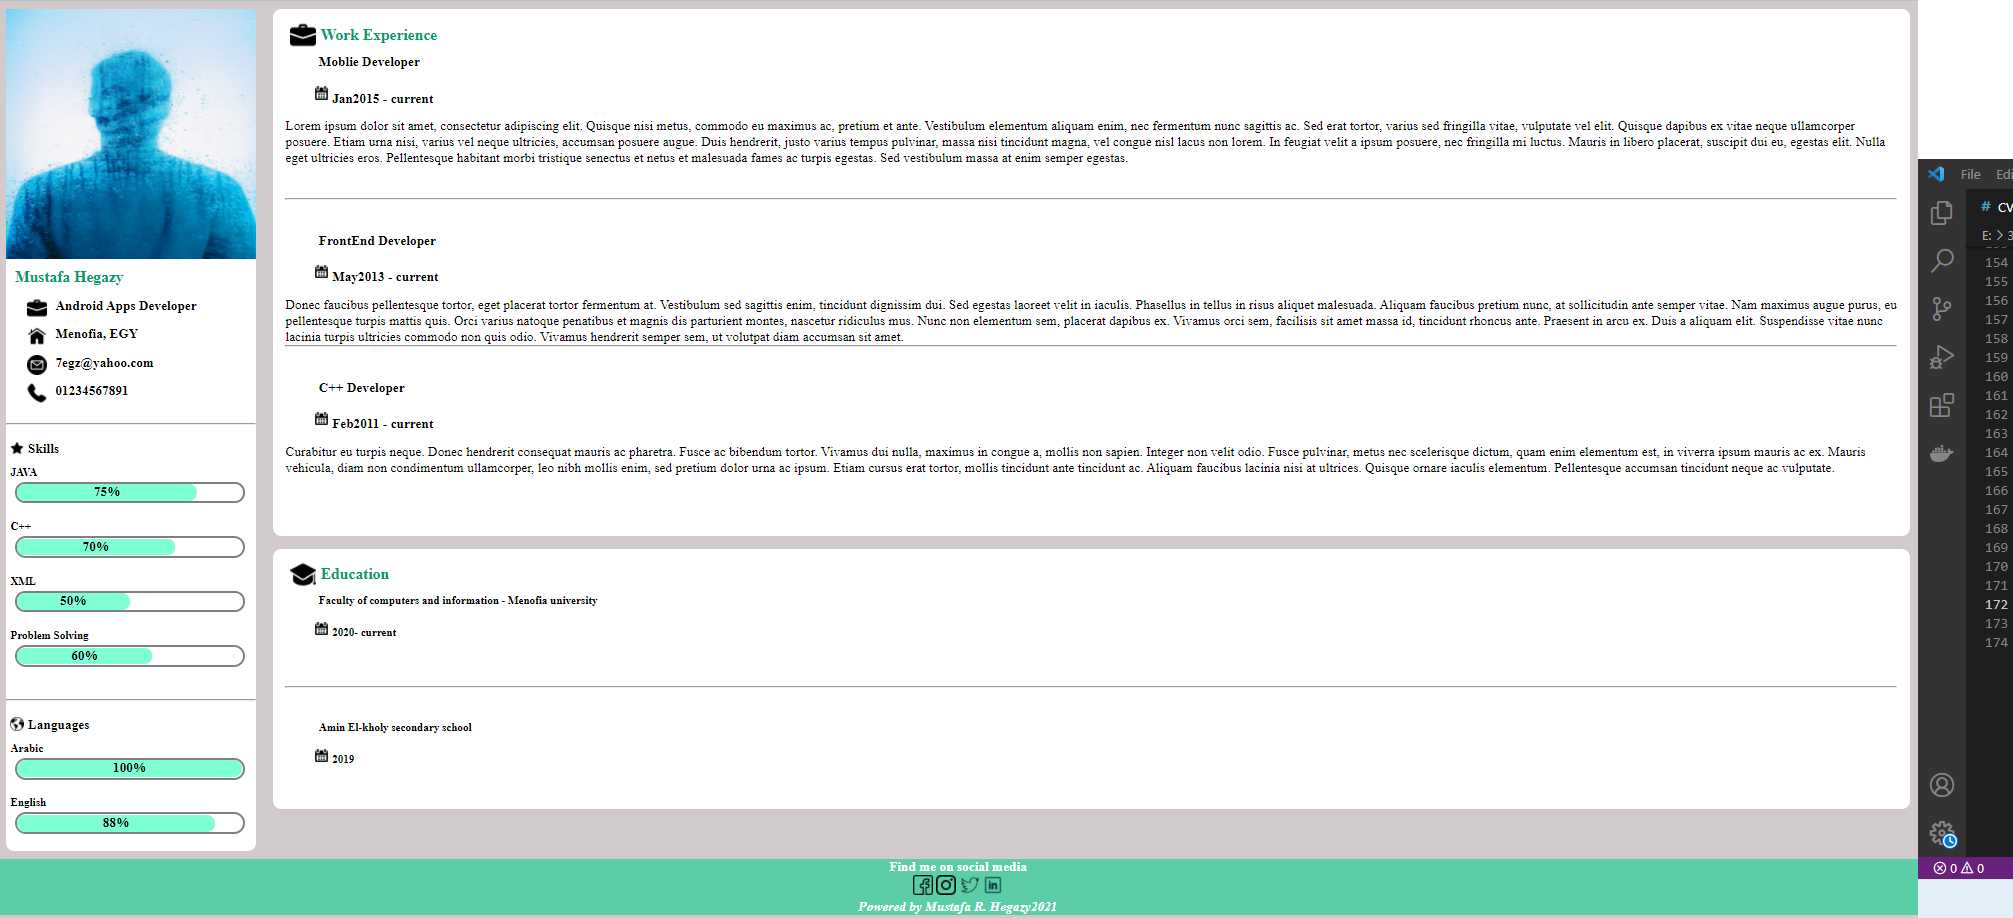 Mustafa Hegazy
Android Apps Developer
Menofia, EGY
7egz@yahoo.com
01234567891
Skills
JAVA
75%
C++
70%
XML
50%
Problem Solving
60%
Languages
Arabic
100%
English
88%
Work Experience
Moblie Developer
Jan2015 - current
Lorem ipsum dolor sit amet, consectetur adipiscing elit. Quisque nisi metus, commodo eu maximus ac, pretium et ante. Vestibulum elementum aliquam enim, nec fermentum nunc sagittis ac. Sed erat tortor, varius sed fringilla vitae, vulputate vel elit. Quisque dapibus ex vitae neque ullamcorper
posuere. Etiam urna nisi, varius vel neque ultricies, accumsan posuere augue. Duis hendrerit, justo varius tempus pulvinar, massa nisi tincidunt magna, vel congue nisl lacus non lorem. In feugiat velit a ipsum posuere, nec fringilla mi luctus. Mauris in libero placerat, suscipit dui eu, egestas elit. Nulla
eget ultricies eros. Pellentesque habitant morbi tristique senectus et netus et malesuada fames ac turpis egestas. Sed vestibulum massa at enim semper egestas.
FrontEnd Developer
May2013 - current
Donec faucibus pellentesque tortor, eget placerat tortor fermentum at. Vestibulum sed sagittis enim, tincidunt dignissim dui. Sed egestas laoreet velit in iaculis. Phasellus in tellus in risus aliquet malesuada. Aliquam faucibus pretium nunc, at sollicitudin ante semper vitae. Nam maximus augue purus, eu
pellentesque turpis mattis quis. Orci varius natoque penatibus et magnis dis parturient montes, nascetur ridiculus mus. Nunc non elementum sem, placerat dapibus ex. Vivamus orci sem, facilisis sit amet massa id, tincidunt rhoncus ante. Praesent in arcu ex. Duis a aliquam elit. Suspendisse vitae nunc
lacinia turpis ultricies commodo non quis odio. Vivamus hendrerit semper sem, ut volutpat diam accumsan sit amet.
C++ Developer
Feb2011 - current
Curabitur eu turpis neque. Donec hendrerit consequat mauris ac pharetra. Fusce ac bibendum tortor. Vivamus dui nulla, maximus in congue a, mollis non sapien. Integer non velit odio. Fusce pulvinar, metus nec scelerisque dictum, quam enim elementum est, in viverra ipsum mauris ac ex. Mauris
vehicula, diam non condimentum ullamcorper, leo nibh mollis enim, sed pretium dolor urna ac ipsum. Etiam cursus erat tortor, mollis tincidunt ante tincidunt ac. Aliquam faucibus lacinia nisi at ultrices. Quisque ornare iaculis elementum. Pellentesque accumsan tincidunt neque ac vulputate.
Education
Faculty of computers and information - Menofia university
2020- current
Amin El-kholy secondary school
2019
Find me on social media
Powered by Mustafa R. Hegazy2021
File Edi
# CV
E: > 3
154
155
156
157
158
159
160
161
162
163
164
165
166
167
168
169
170
171
172
173
174
0 0